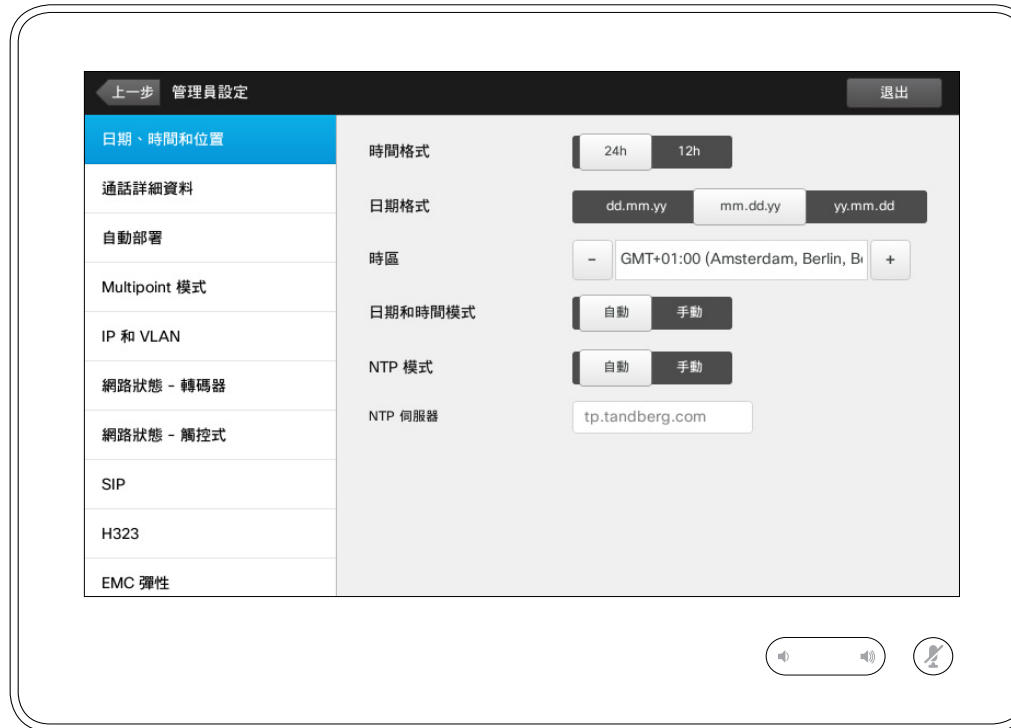 上一步 管理員設定 退出
日期、時間和位置
通話詳細資料
自動部署
Multipoint 模式
IP 和 VLAN
網路狀態 – 轉碼器
網路狀態 – 觸控式
SIP
H323
EMC 彈性
時間格式 24h 12h
日期格式 dd.mm.yy mm.dd.yy yy.mm.dd
時區 – GMT+01:00 (Amsterdam, Berlin, B +
日期和時間模式 自動 手動
NTP 模式 自動 手動
NTP 伺服器 tp.tandberg.com